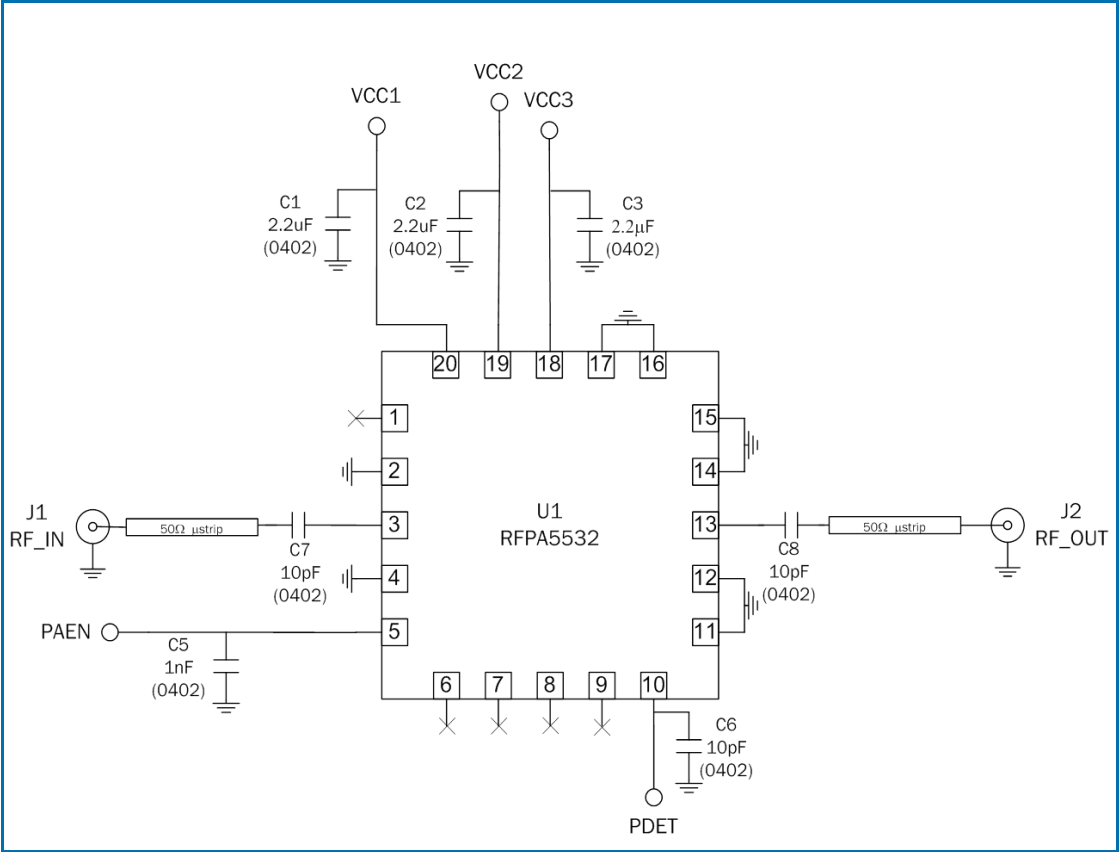 VCC2
VCC1
VCC3
C1
2.2uF
(0402)
C2
2.2uF
(0402)
C3
2.2μF
(0402)
20
19
18
17
16
1
2
3
4
5
15
14
13
12
11
6
7
8
9
10
U1
RFPA5532
J1
RF_IN
50Ω μstrip
C7
10pF
(0402)
PAEN
C5
1nF
(0402)
C8
10pF
(0402)
50Ω μstrip
J2
RF_OUT
C6
10pF
(0402)
PDET